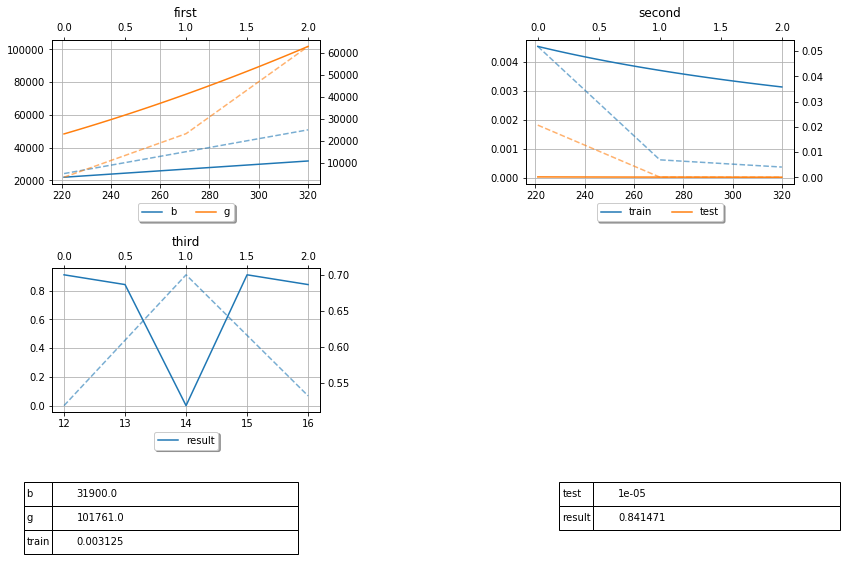 first
0.0 0.5 1.0 1.5 2.0
100000
80000
60000
40000
20000
60000
50000
40000
30000
20000
10000
220 240 260 280 300 320
b g
second
0.0 0.5 1.0 1.5 2.0
0.004
0.003
0.002
0.001
0.000
0.05
0.04
0.03
0.02
0.01
0.00
220 240 260 280 300 320
train test
third
0.0 0.5 1.0 1.5 2.0
0.8
0.6
0.4
0.2
0.0
0.70
0.65
0.60
0.55
12 13 14 15 16
result
b 31900.0
g 101761.0
train 0.003125
test 1e-05
result 0.841471